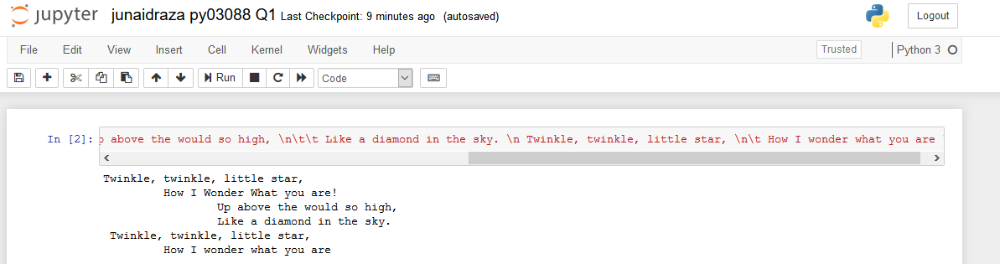 jupyter junaidraza py03088 Q1 Last Checkpoint: 9 minutes ago (autosaved) Logout
File Edit View Insert Cell Kernel Widgets Help Trusted Python 3
Run Code
In [2]: p above the would so high, \n\t\t Like a diamond in the sky. \n Twinkle, twinkle, little star, \n\t How I wonder what you are
Twinkle, twinkle, little star,
How I Wonder What you are!
Up above the would so high,
Like a diamond in the sky.
Twinkle, twinkle, little star,
How I wonder what you are